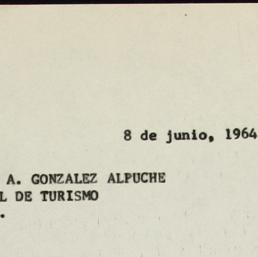 8 de junio, 1964
A. GONZALEZ ALPUCHE
L DE TURISMO
.